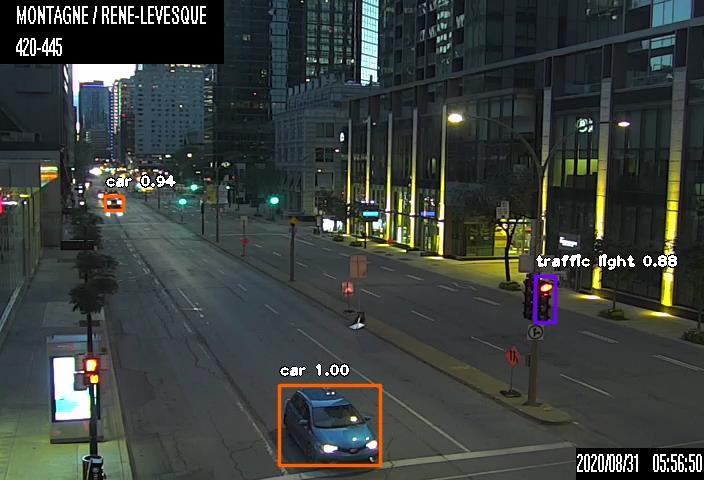 MONTAGNE / RENE-LEVESQUE
420-445
car 0.94
traffic light 0.88
car 1.00
2020/08/31 05:56:50